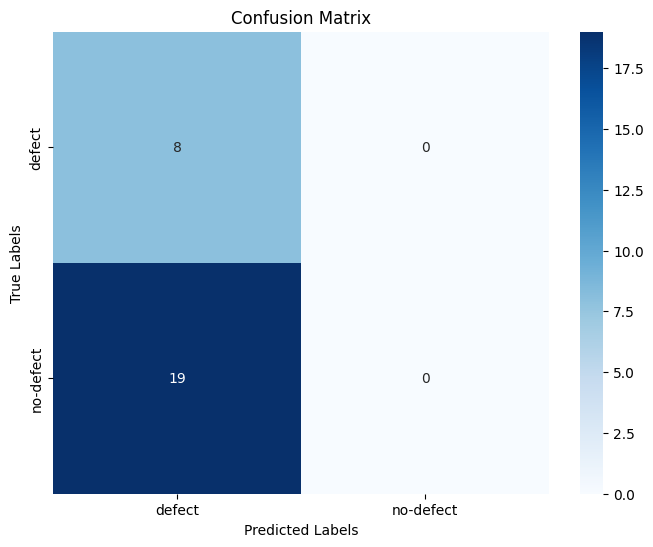 Confusion Matrix
True Labels
defect
no-defect
8
0
19
0
defect
no-defect
Predicted Labels
17.5
15.0
12.5
10.0
7.5
5.0
2.5
0.0